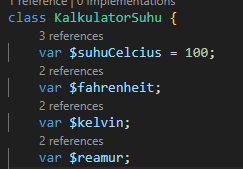 1 reference | 0 implementations
class KalkulatorSuhu {
3 references
var $suhuCelcius = 100;
2 references
var $fahrenheit;
2 references
var $kelvin;
2 references
var $reamur;